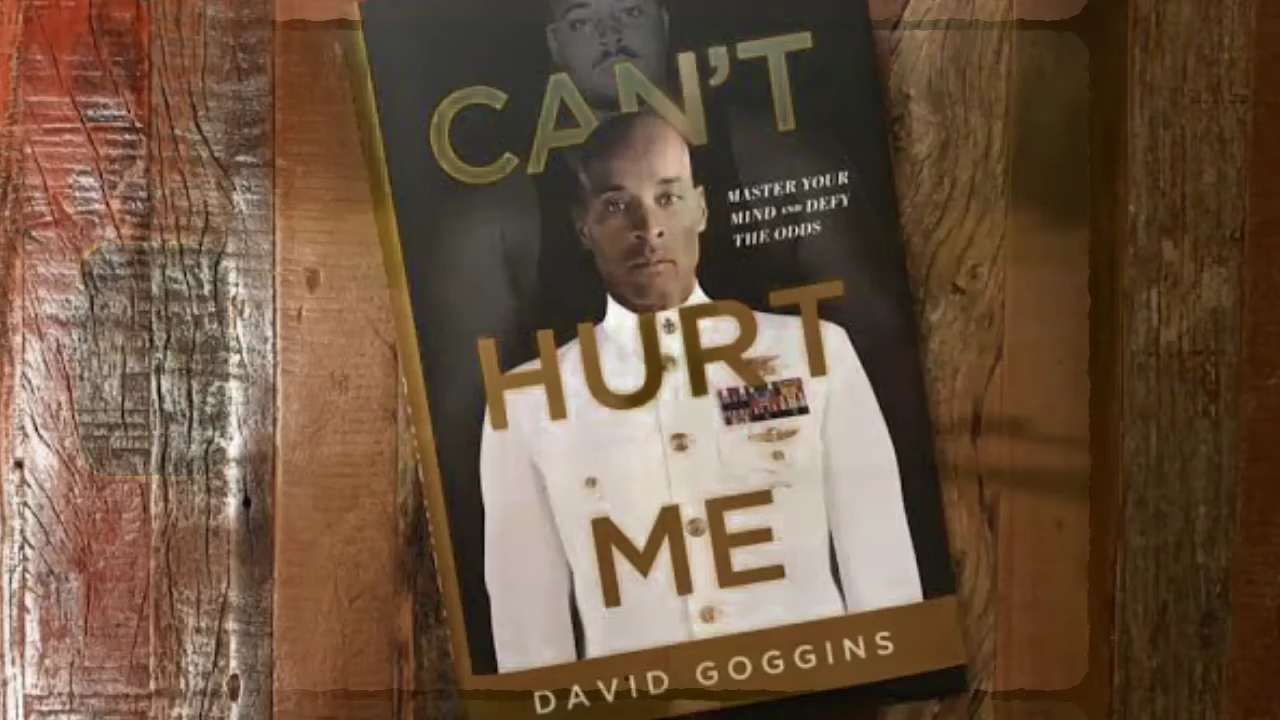 CAN'T
MASTER YOUR
MIND AND DEFY
THE ODDS
HURT
ME
DAVID GOGGINS